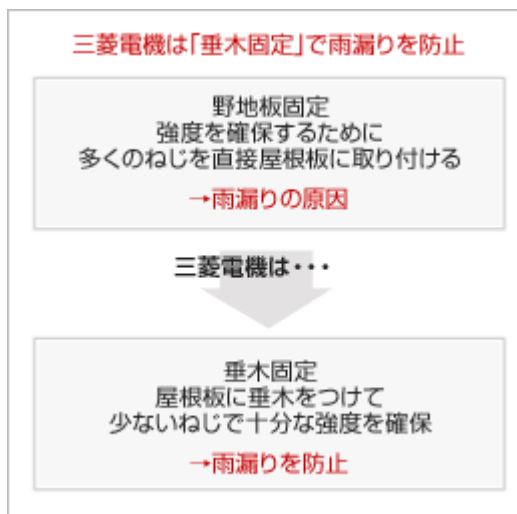 三菱電機は「垂木固定」で雨漏りを防止
野地板固定
強度を確保するために
多くのねじを直接屋根板に取り付ける
→雨漏りの原因
三菱電機は・・・
垂木固定
屋根板に垂木をつけて
少ないねじで十分な強度を確保
→雨漏りを防止